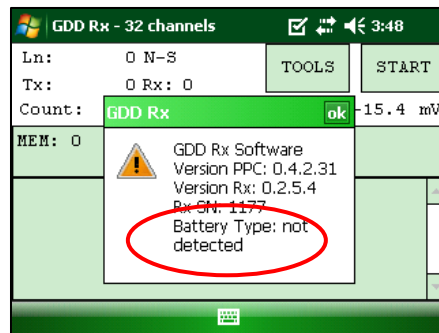 GDD Rx - 32 channels 3:48
Ln: 0 N-S
TOOLS START
Tx: 0 Rx: 0
Count: -15.4 mV
GDD Rx ok
MEM: 0
GDD Rx Software
Version PPC: 0.4.2.31
Version Rx: 0.2.5.4
Rx SN: 1177
Battery Type: not
detected